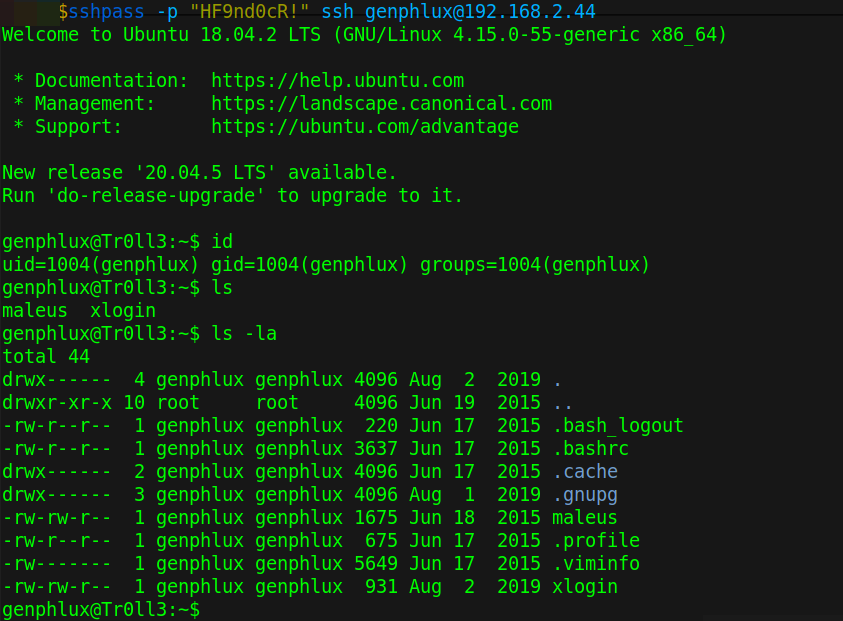 $sshpass -p "HF9nd0cR!" ssh genphlux@192.168.2.44
Welcome to Ubuntu 18.04.2 LTS (GNU/Linux 4.15.0-55-generic x86_64)
* Documentation:  https://help.ubuntu.com
* Management:     https://landscape.canonical.com
* Support:        https://ubuntu.com/advantage
New release '20.04.5 LTS' available.
Run 'do-release-upgrade' to upgrade to it.
genphlux@Tr0ll3:~$ id
uid=1004(genphlux) gid=1004(genphlux) groups=1004(genphlux)
genphlux@Tr0ll3:~$ ls
maleus  xlogin
genphlux@Tr0ll3:~$ ls -la
total 44
drwx------  4 genphlux genphlux 4096 Aug  2  2019 .
drwxr-xr-x 10 root     root     4096 Jun 19  2015 ..
-rw-r--r--  1 genphlux genphlux  220 Jun 17  2015 .bash_logout
-rw-r--r--  1 genphlux genphlux 3637 Jun 17  2015 .bashrc
drwx------  2 genphlux genphlux 4096 Jun 17  2015 .cache
drwx------  3 genphlux genphlux 4096 Aug  1  2019 .gnupg
-rw-rw-r--  1 genphlux genphlux 1675 Jun 18  2015 maleus
-rw-r--r--  1 genphlux genphlux  675 Jun 17  2015 .profile
-rw-------  1 genphlux genphlux 5649 Jun 17  2015 .viminfo
-rw-rw-r--  1 genphlux genphlux  931 Aug  2  2019 xlogin
genphlux@Tr0ll3:~$